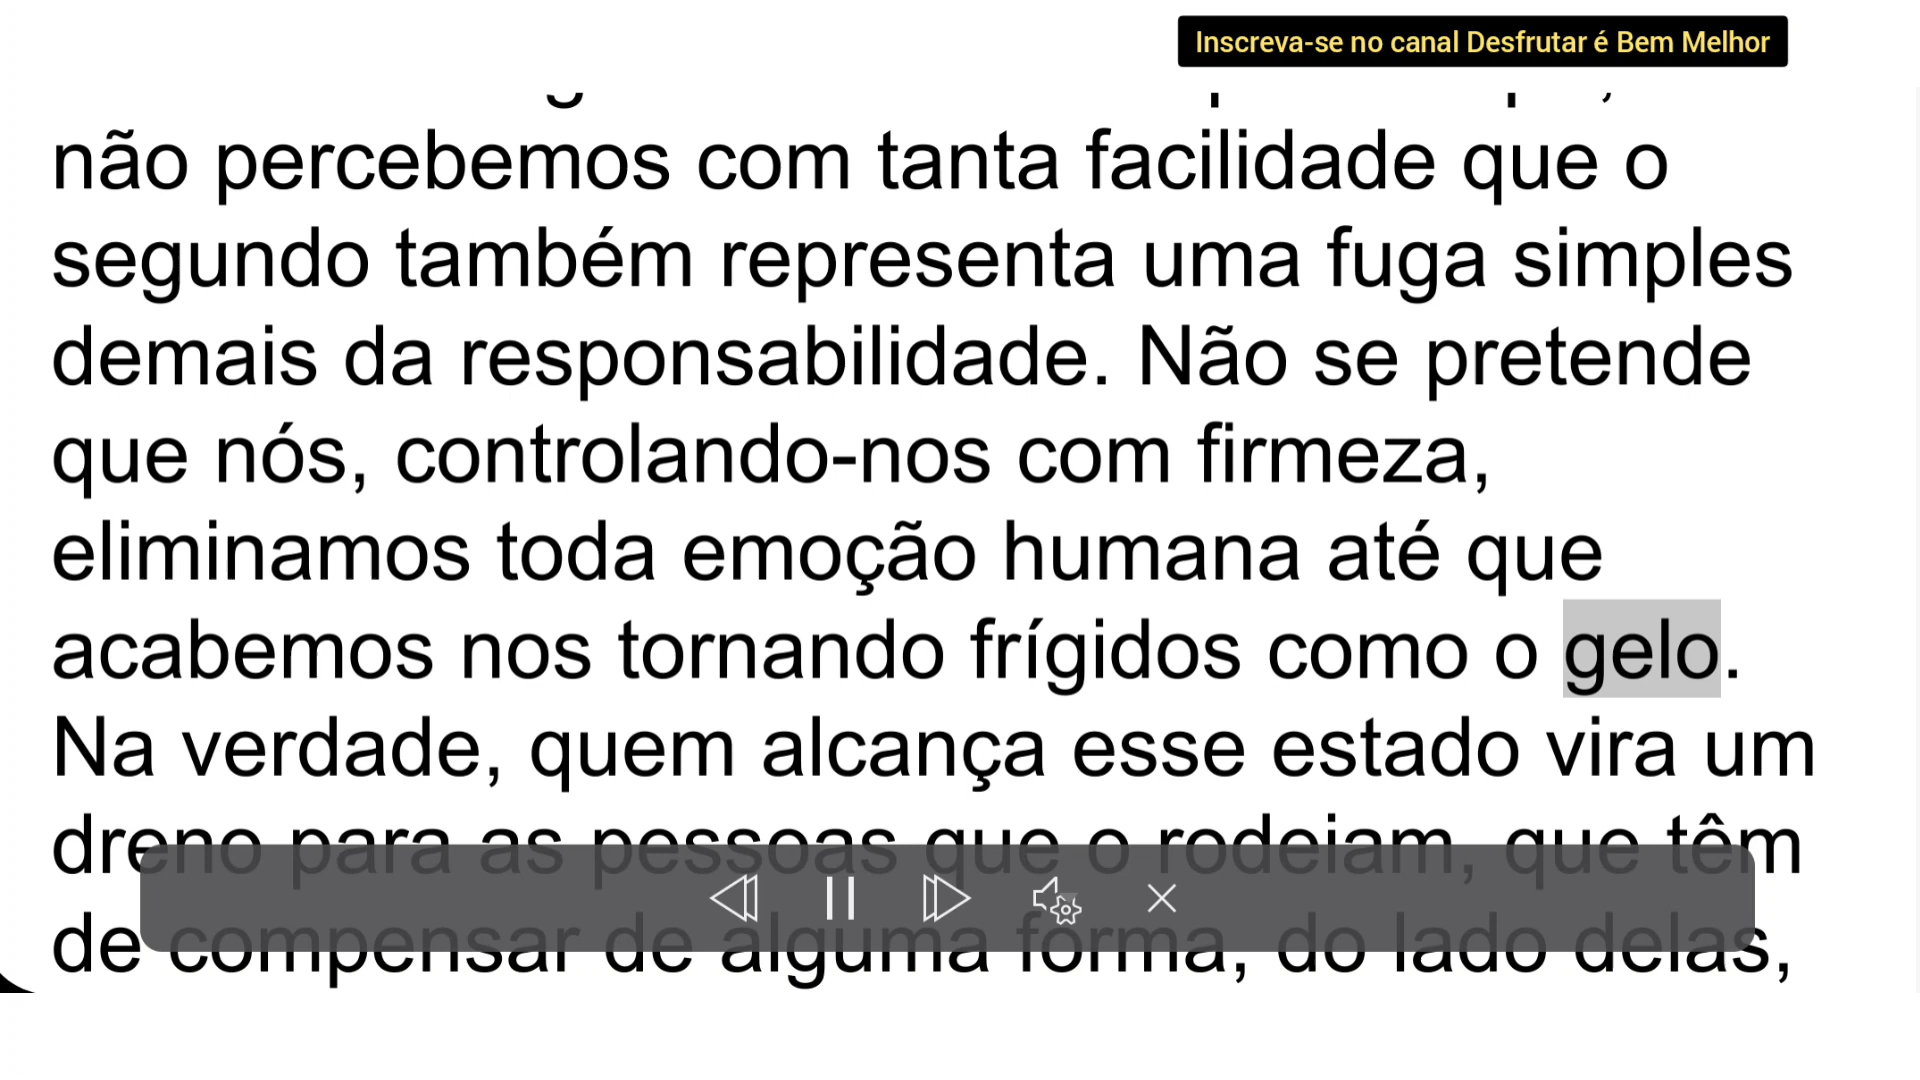 Inscreva-se no canal Desfrutar é Bem Melhor
não percebemos com tanta facilidade que o
segundo também representa uma fuga simples
demais da responsabilidade. Não se pretende
que nós, controlando-nos com firmeza,
eliminamos toda emoção humana até que
acabemos nos tornando frígidos como o gelo.
Na verdade, quem alcança esse estado vira um
dreno para as pessoas que o rodeiam, que têm
de compensar de alguma forma, do lado delas,